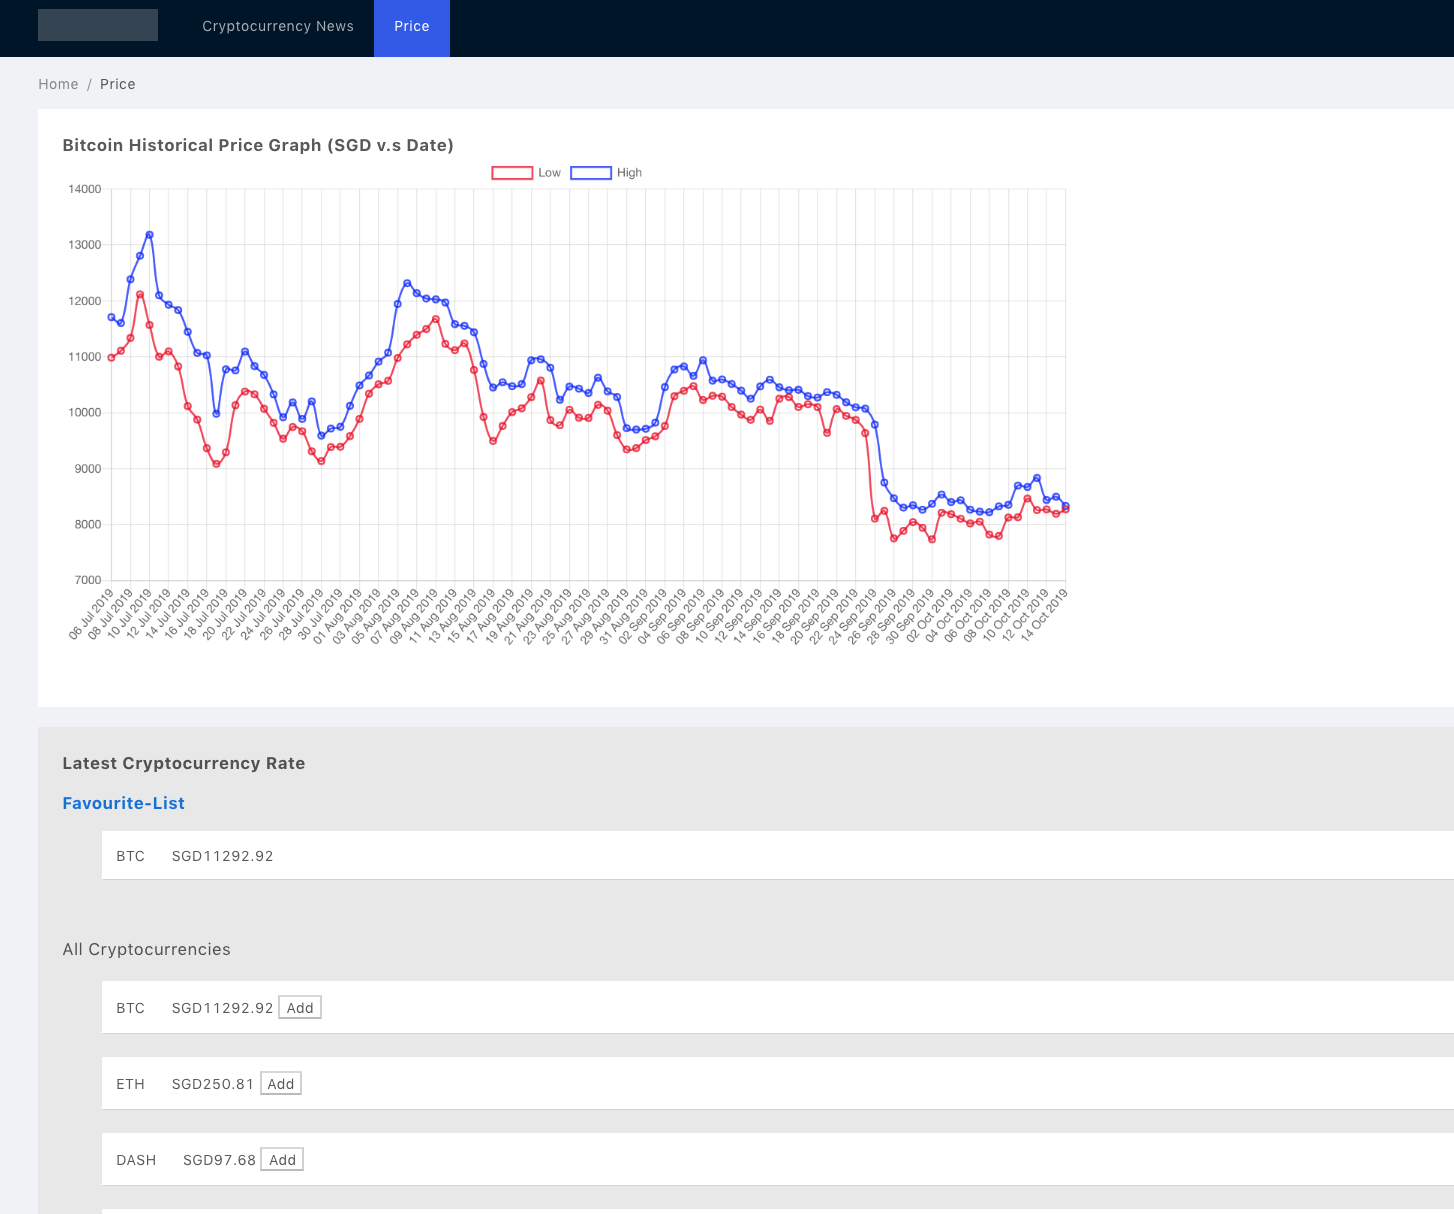 Cryptocurrency News Price
Home / Price
Bitcoin Historical Price Graph (SGD v.s Date)
Low High
14000
13000
12000
11000
10000
9000
8000
7000
06 Jul 2019
08 Jul 2019
10 Jul 2019
12 Jul 2019
14 Jul 2019
16 Jul 2019
18 Jul 2019
20 Jul 2019
22 Jul 2019
24 Jul 2019
26 Jul 2019
28 Jul 2019
30 Jul 2019
01 Aug 2019
03 Aug 2019
05 Aug 2019
07 Aug 2019
09 Aug 2019
11 Aug 2019
13 Aug 2019
15 Aug 2019
17 Aug 2019
19 Aug 2019
21 Aug 2019
23 Aug 2019
25 Aug 2019
27 Aug 2019
29 Aug 2019
31 Aug 2019
02 Sep 2019
04 Sep 2019
06 Sep 2019
08 Sep 2019
10 Sep 2019
12 Sep 2019
14 Sep 2019
16 Sep 2019
18 Sep 2019
20 Sep 2019
22 Sep 2019
24 Sep 2019
26 Sep 2019
28 Sep 2019
30 Sep 2019
02 Oct 2019
04 Oct 2019
06 Oct 2019
08 Oct 2019
10 Oct 2019
12 Oct 2019
14 Oct 2019
Latest Cryptocurrency Rate
Favourite-List
BTC SGD11292.92
All Cryptocurrencies
BTC SGD11292.92 Add
ETH SGD250.81 Add
DASH SGD97.68 Add